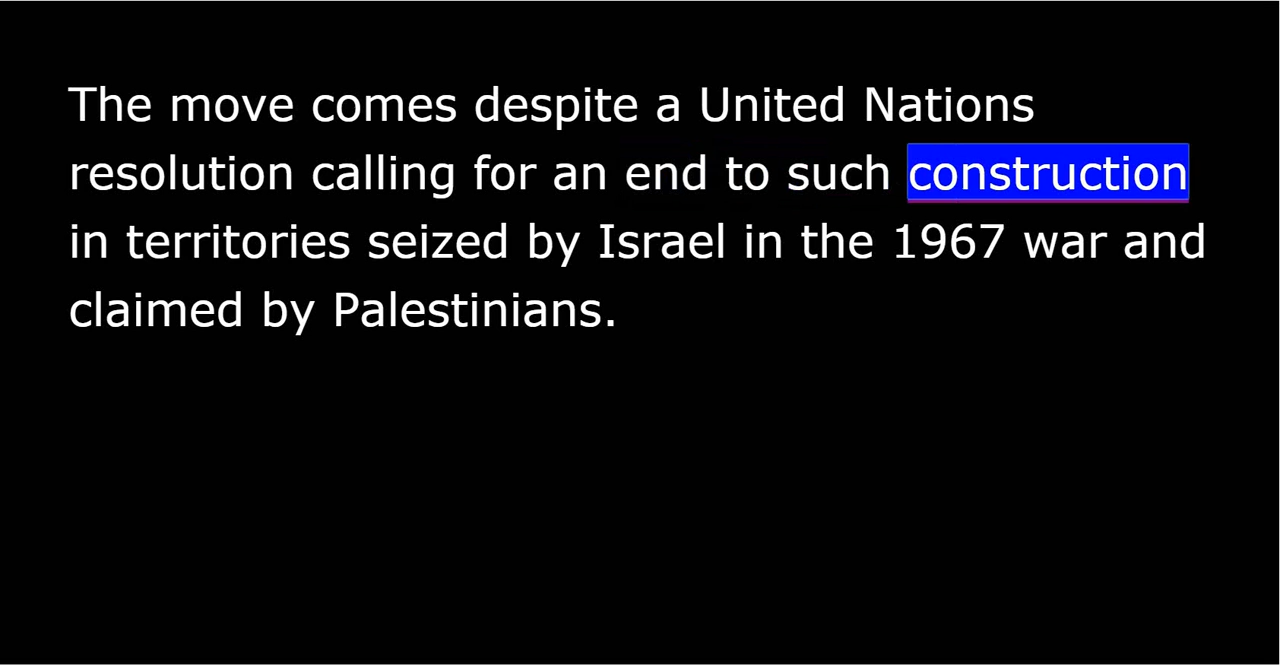 The move comes despite a United Nations
resolution calling for an end to such construction
in territories seized by Israel in the 1967 war and
claimed by Palestinians.